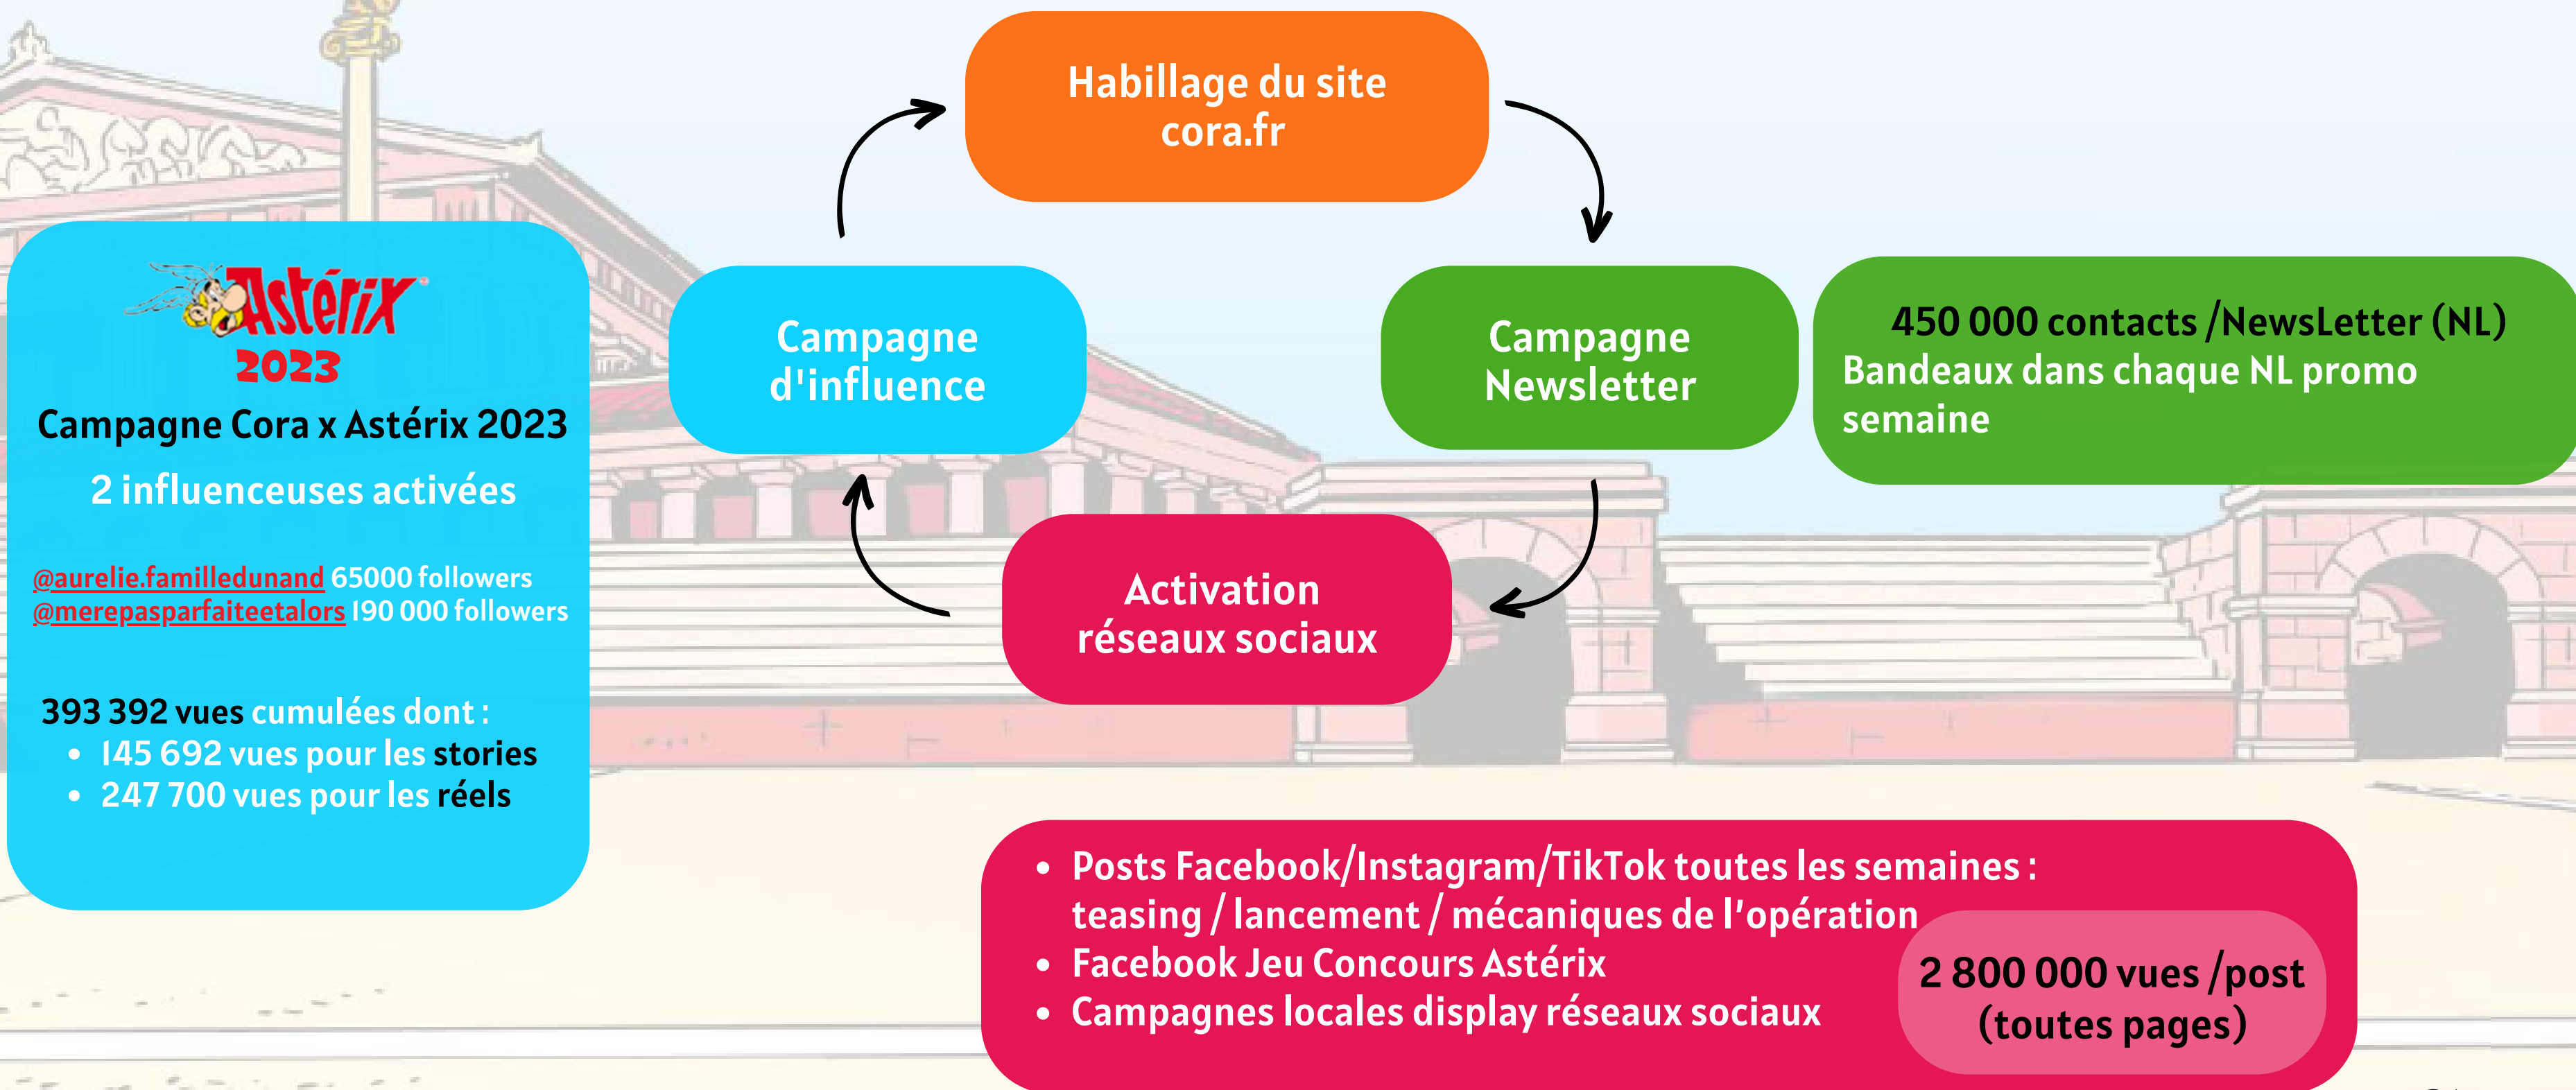 Habillage du site
cora.fr
Astérix
2023
Campagne Cora x Astérix 2023
2 influenceuses activées
@aurelie.familledunand 65000 followers
@merepasparfaiteetalors 190 000 followers
393 392 vues cumulées dont :
• 145 692 vues pour les stories
• 247 700 vues pour les réels
Campagne
d'influence
Campagne
Newsletter
450 000 contacts /NewsLetter (NL)
Bandeaux dans chaque NL promo
semaine
Activation
réseaux sociaux
• Posts Facebook/Instagram/TikTok toutes les semaines :
teasing / lancement / mécaniques de l'opération
• Facebook Jeu Concours Astérix
• Campagnes locales display réseaux sociaux
2 800 000 vues /post
(toutes pages)